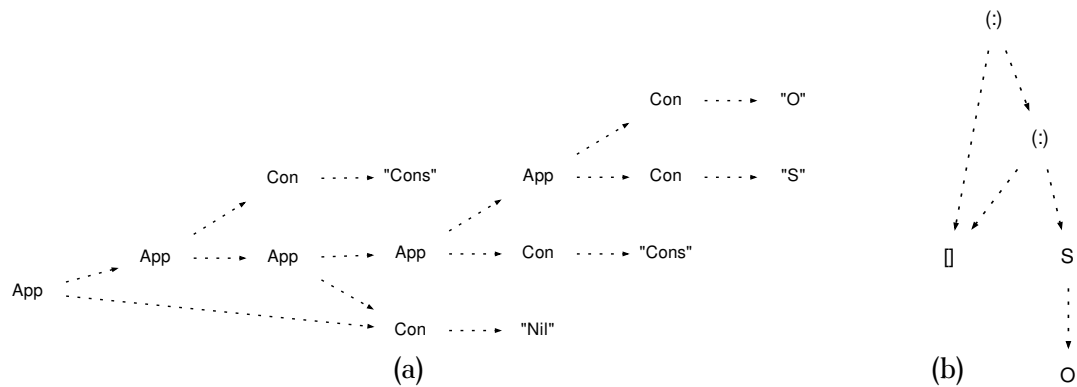 (:)
Con "O"
(:)
Con "Cons" App Con "S"
App App App Con "Cons" [] S
App
Con "Nil"
(a) (b)
O